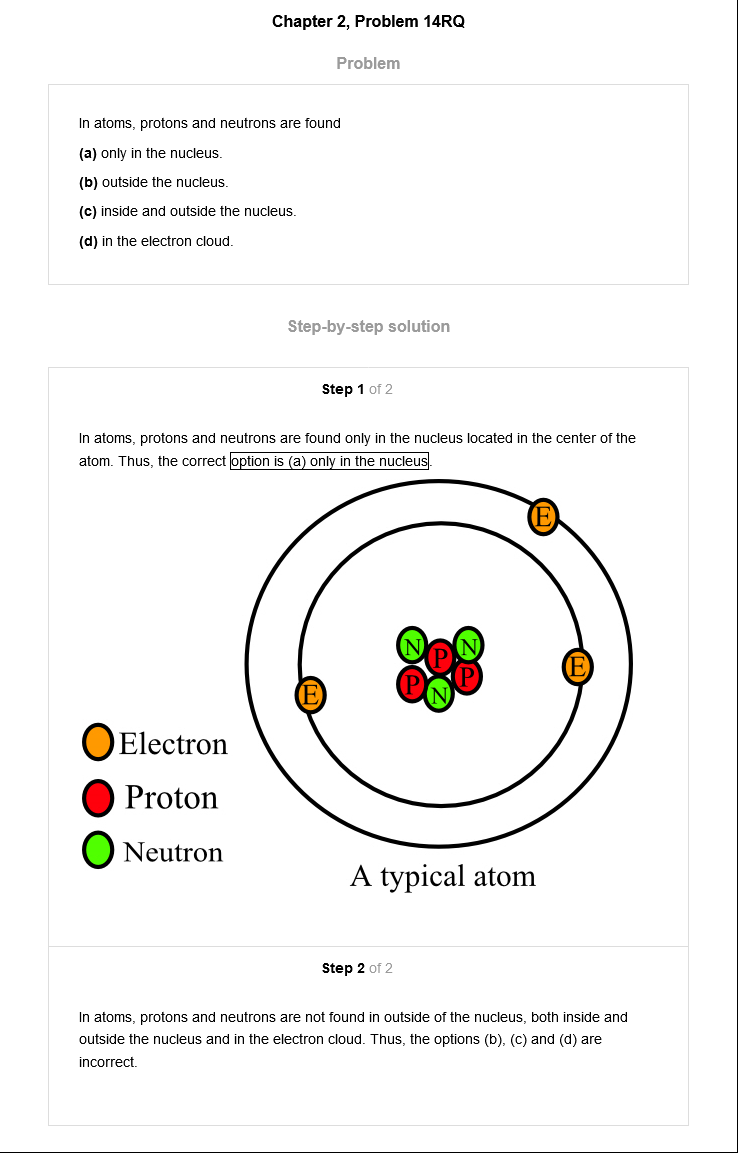 Chapter 2, Problem 14RQ
Problem
In atoms, protons and neutrons are found
(a) only in the nucleus.
(b) outside the nucleus.
(c) inside and outside the nucleus.
(d) in the electron cloud.
Step-by-step solution
Step 1 of 2
In atoms, protons and neutrons are found only in the nucleus located in the center of the
atom. Thus, the correct option is (a) only in the nucleus.
E
N
N
P
E
P
P
N
E
Electron
Proton
Neutron
A typical atom
Step 2 of 2
In atoms, protons and neutrons are not found in outside of the nucleus, both inside and
outside the nucleus and in the electron cloud. Thus, the options (b), (c) and (d) are
incorrect.